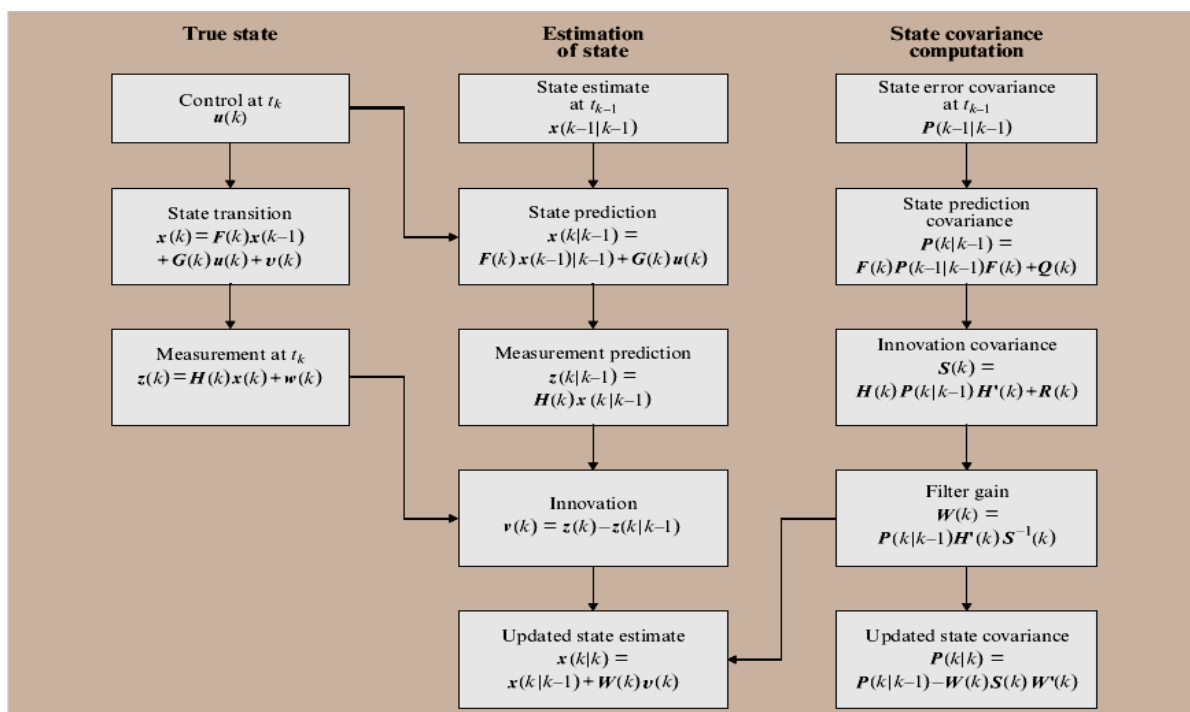 True state
Control at t_k
u(k)
State transition
x(k) = F(k)x(k–1)
+ G(k)u(k) + v(k)
Measurement at t_k
z(k) = H(k)x(k) + w(k)
Estimation
of state
State estimate
at t_{k–1}
x(k–1|k–1)
State prediction
x(k|k–1) =
F(k)x(k–1)|k–1) + G(k)u(k)
Measurement prediction
z(k|k–1) =
H(k)x(k|k–1)
Innovation
v(k) = z(k) – z(k|k–1)
Updated state estimate
x(k|k) =
x(k|k–1) + W(k)v(k)
State covariance
computation
State error covariance
at t_{k–1}
P(k–1|k–1)
State prediction
covariance
P(k|k–1) =
F(k)P(k–1|k–1)F(k) + Q(k)
Innovation covariance
S(k) =
H(k)P(k|k–1)H'(k) + R(k)
Filter gain
W(k) =
P(k|k–1)H'(k)S⁻¹(k)
Updated state covariance
P(k|k) =
P(k|k–1) – W(k)S(k)W'(k)